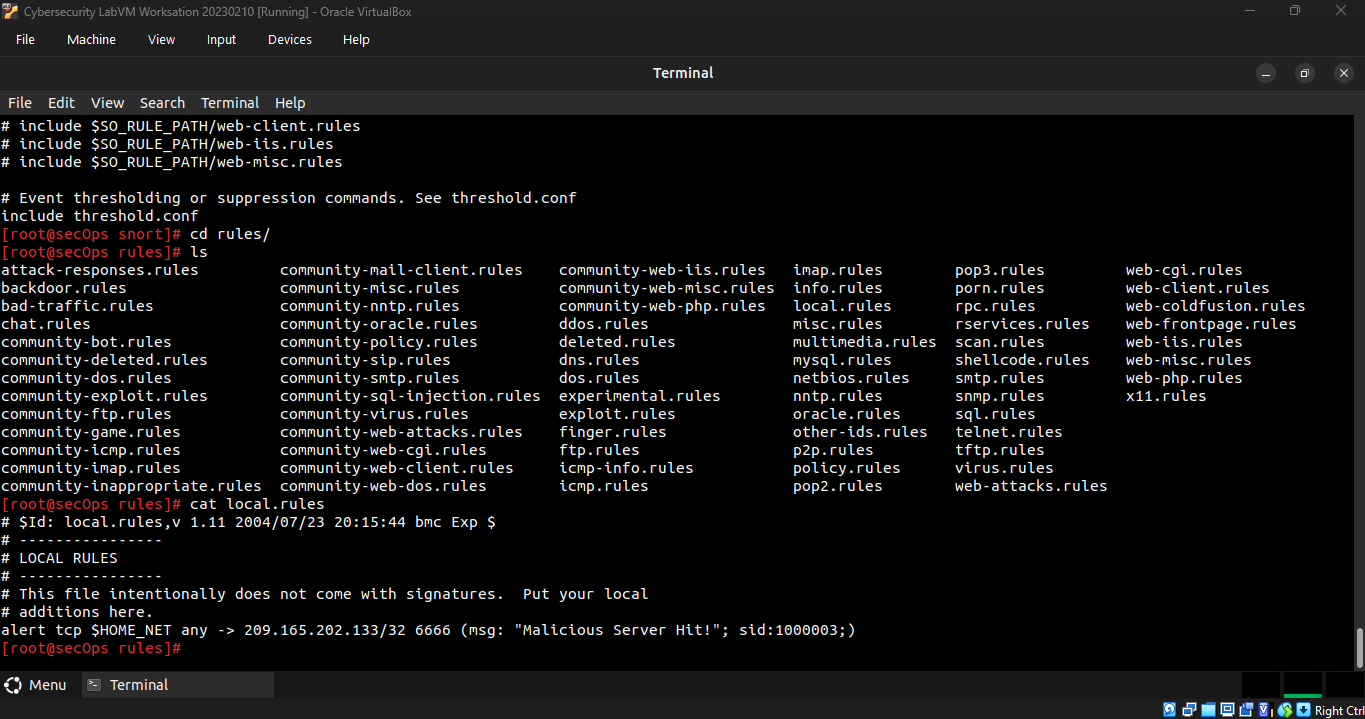 Cybersecurity LabVM Worksation 20230210 [Running] - Oracle VirtualBox
File Machine View Input Devices Help
Terminal
File Edit View Search Terminal Help
# include $SO_RULE_PATH/web-client.rules
# include $SO_RULE_PATH/web-iis.rules
# include $SO_RULE_PATH/web-misc.rules
# Event thresholding or suppression commands. See threshold.conf
include threshold.conf
[root@secOps snort]# cd rules/
[root@secOps rules]# ls
attack-responses.rules community-mail-client.rules community-web-iis.rules imap.rules pop3.rules web-cgi.rules
backdoor.rules community-misc.rules community-web-misc.rules info.rules porn.rules web-client.rules
bad-traffic.rules community-nntp.rules community-web-php.rules local.rules rpc.rules web-coldfusion.rules
chat.rules community-oracle.rules ddos.rules misc.rules rservices.rules web-frontpage.rules
community-bot.rules community-policy.rules deleted.rules multimedia.rules scan.rules web-iis.rules
community-deleted.rules community-sip.rules dns.rules mysql.rules shellcode.rules web-misc.rules
community-dos.rules community-smtp.rules dos.rules netbios.rules smtp.rules web-php.rules
community-exploit.rules community-sql-injection.rules experimental.rules nntp.rules snmp.rules x11.rules
community-ftp.rules community-virus.rules exploit.rules oracle.rules sql.rules
community-game.rules community-web-attacks.rules finger.rules other-ids.rules telnet.rules
community-icmp.rules community-web-cgi.rules ftp.rules p2p.rules tftp.rules
community-imap.rules community-web-client.rules icmp-info.rules policy.rules virus.rules
community-inappropriate.rules community-web-dos.rules icmp.rules pop2.rules web-attacks.rules
[root@secOps rules]# cat local.rules
# $Id: local.rules,v 1.11 2004/07/23 20:15:44 bmc Exp $
# ----------------
# LOCAL RULES
# ----------------
# This file intentionally does not come with signatures.  Put your local
# additions here.
alert tcp $HOME_NET any -> 209.165.202.133/32 6666 (msg: "Malicious Server Hit!"; sid:1000003;)
[root@secOps rules]#
Menu Terminal
Right Ctrl